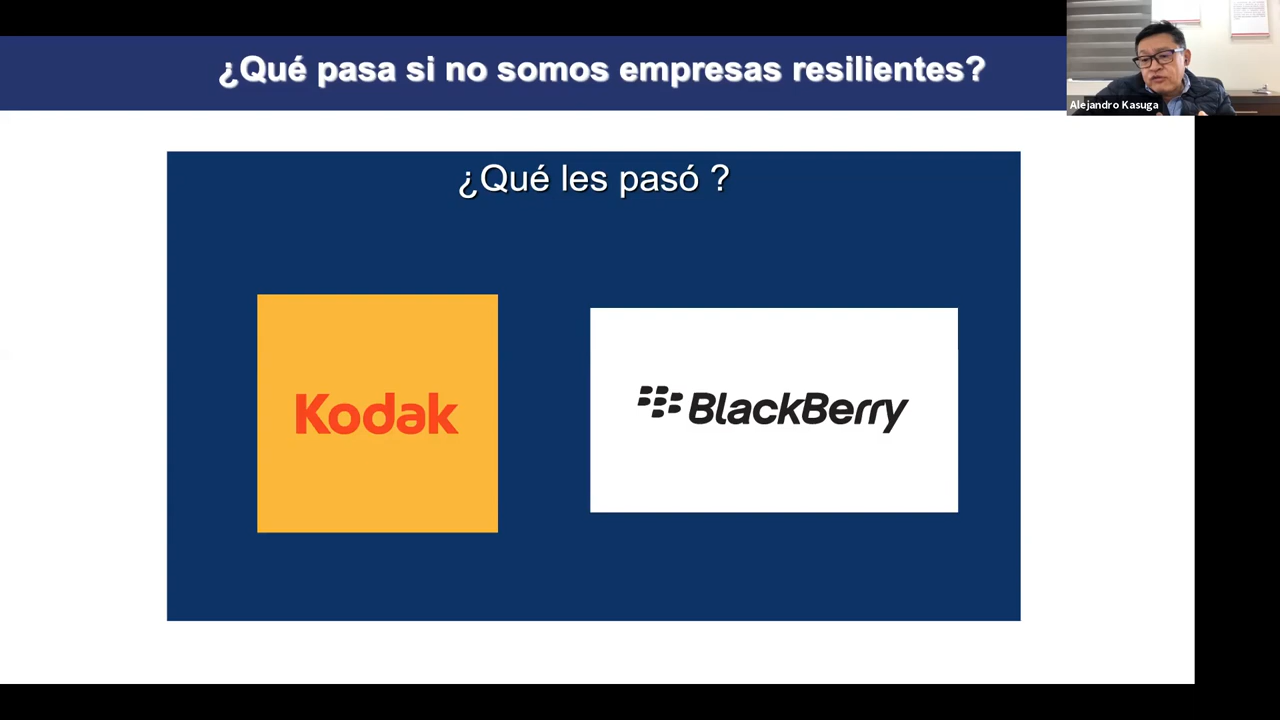 ¿Qué pasa si no somos empresas resilientes?
Alejandro Kasuga
¿Qué les pasó ?
Kodak
BlackBerry